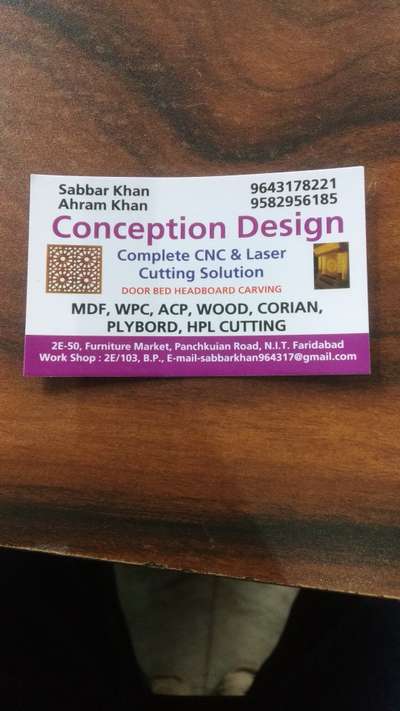 Sabbar Khan 9643178221
Ahram Khan 9582956185
Conception Design
Complete CNC & Laser
Cutting Solution
DOOR BED HEADBOARD CARVING
MDF, WPC, ACP, WOOD, CORIAN,
PLYBORD, HPL CUTTING
2E-50, Furniture Market, Panchkuian Road, N.I.T. Faridabad
Work Shop : 2E/103, B.P., E-mail-sabbarkhan964317@gmail.com